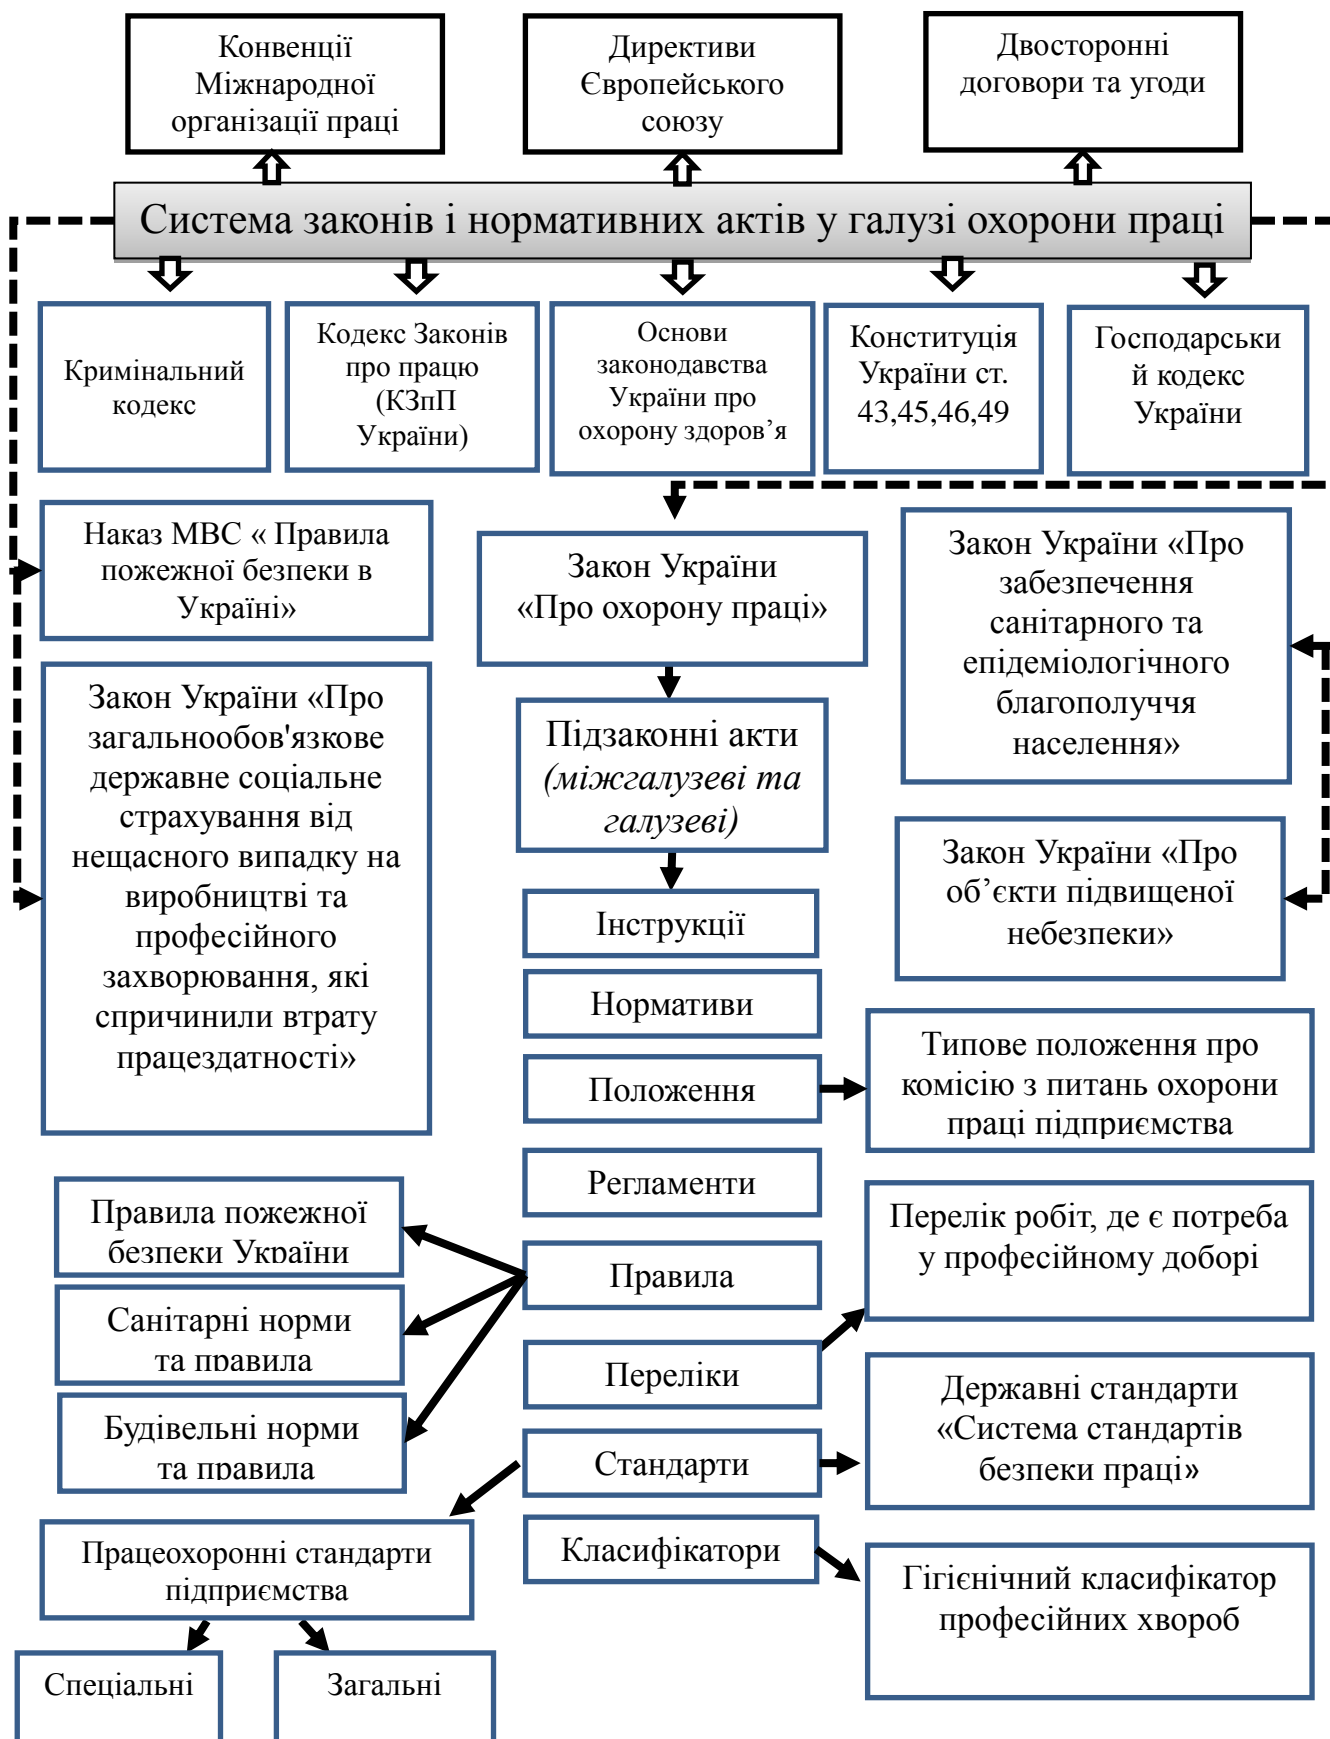 Конвенції
Міжнародної
організації праці
Директиви
Європейського
союзу
Двосторонні
договори та угоди
Система законів і нормативних актів у галузі охорони праці
Кримінальний
кодекс
Кодекс Законів
про працю
(КЗпП
України)
Основи
законодавства
України про
охорону здоров’я
Конституція
України ст.
43,45,46,49
Господарськи
й кодекс
України
Наказ МВС « Правила
пожежної безпеки в
Україні»
Закон України
«Про охорону праці»
Закон України «Про
забезпечення
санітарного та
епідеміологічного
благополуччя
населення»
Закон України «Про
загальнообов'язкове
державне соціальне
страхування від
нещасного випадку на
виробництві та
професійного
захворювання, які
спричинили втрату
працездатності»
Підзаконні акти
(міжгалузеві та
галузеві)
Закон України «Про
об’єкти підвищеної
небезпеки»
Інструкції
Нормативи
Положення
Типове положення про
комісію з питань охорони
праці підприємства
Регламенти
Правила пожежної
безпеки України
Перелік робіт, де є потреба
у професійному доборі
Правила
Санітарні норми
та правила
Переліки
Будівельні норми
та правила
Державні стандарти
«Система стандартів
безпеки праці»
Стандарти
Працеохоронні стандарти
підприємства
Класифікатори
Гігієнічний класифікатор
професійних хвороб
Спеціальні
Загальні